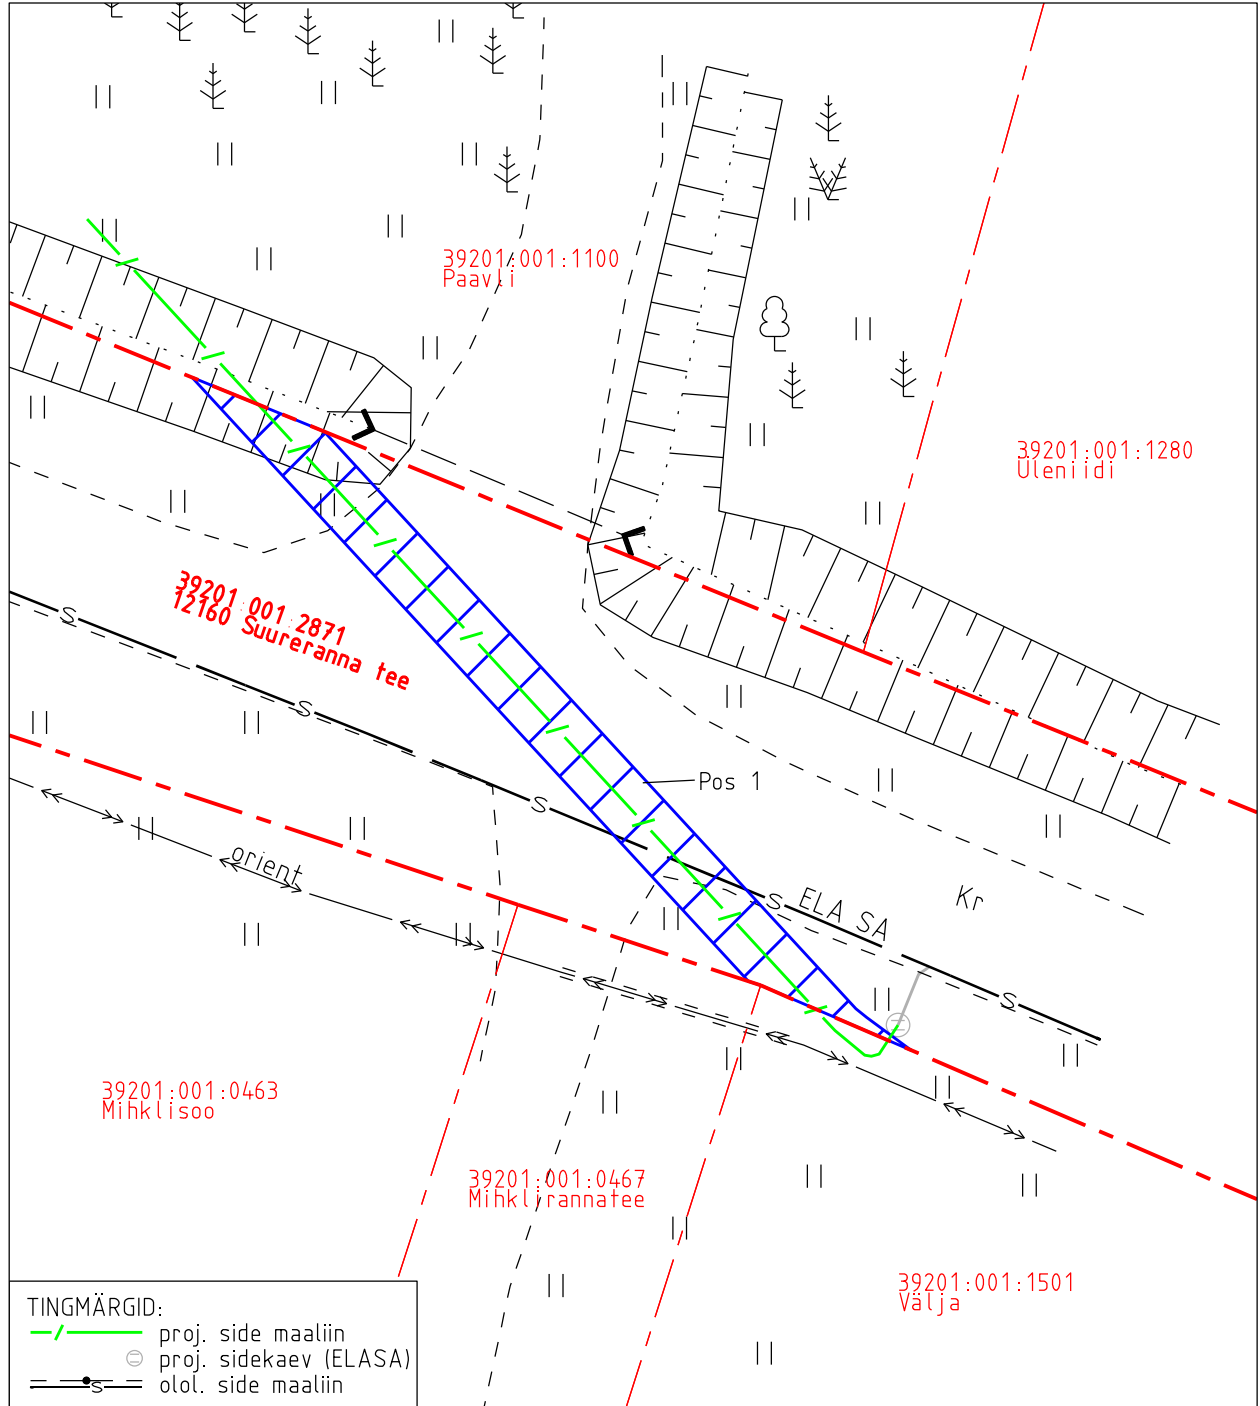 39201:001:1100
Paavli
39201:001:1280
Üleniidi
39201:001:2871
12160 Suureranna tee
S
S
Pos 1
S
orient
S
ELA SA
Kr
S
39201:001:0463
Mihklisoo
39201:001:0467
Mihklirannatee
39201:001:1501
Välja
TINGMÄRGID:
proj. side maaliin
proj. sidekaev (ELASA)
S
olol. side maaliin